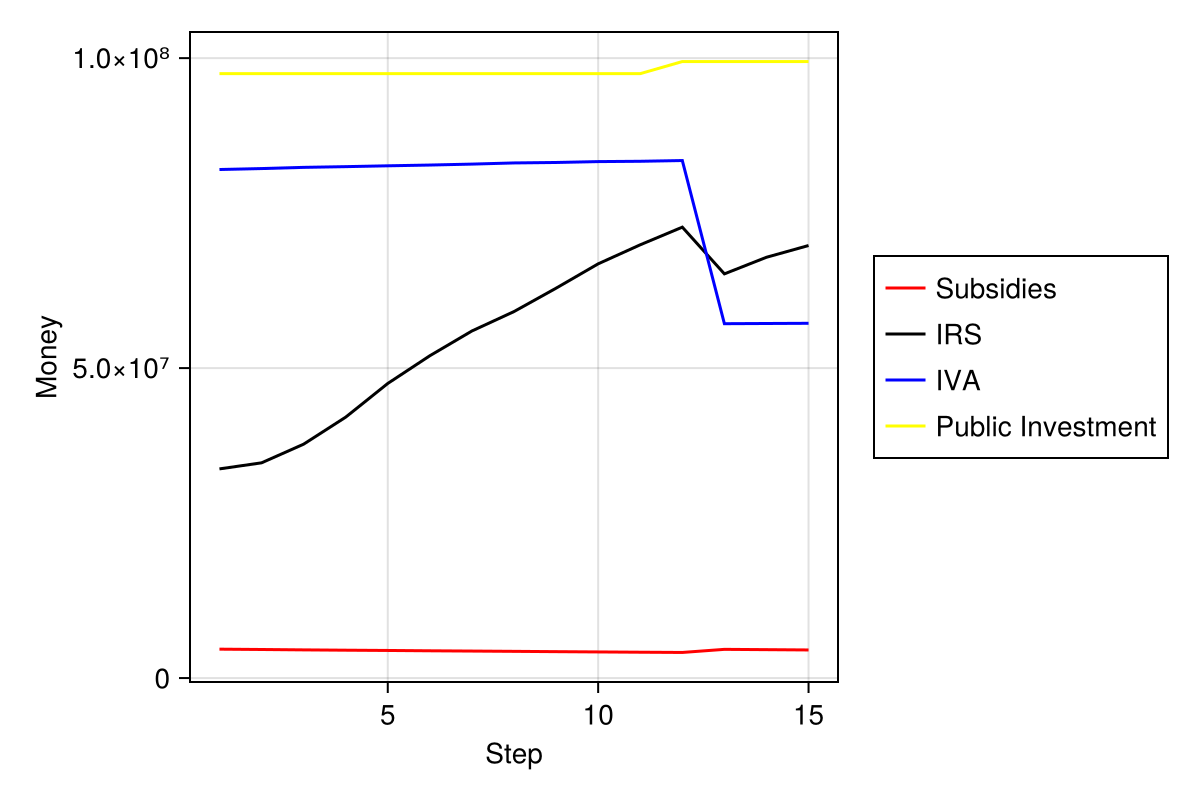 1.0×10⁸
5.0×10⁷
0
Money
5
10
15
Step
Subsidies
IRS
IVA
Public Investment